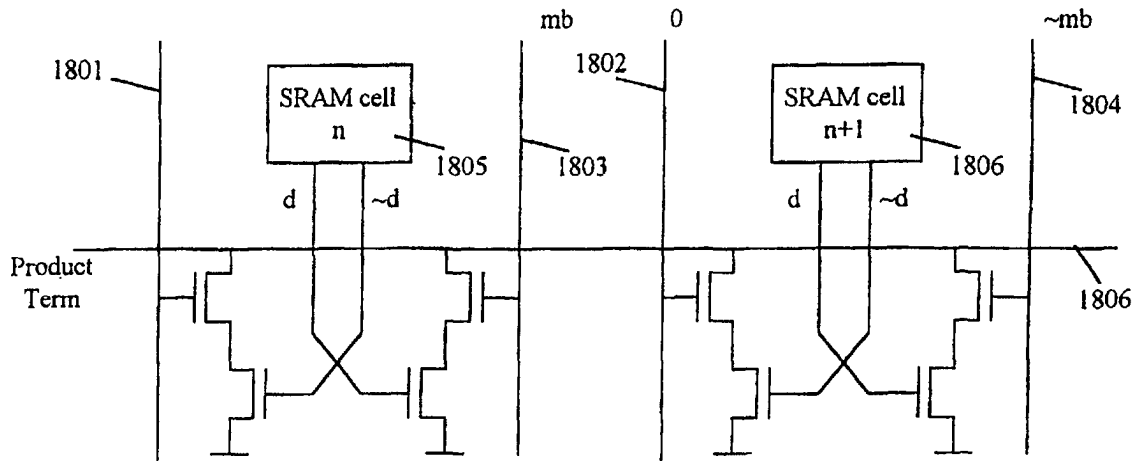 mb 0 ~mb
1801
SRAM cell
n
1805
1803
1802
SRAM cell
n+1
1806
1804
d ~d
d ~d
Product
Term
1806